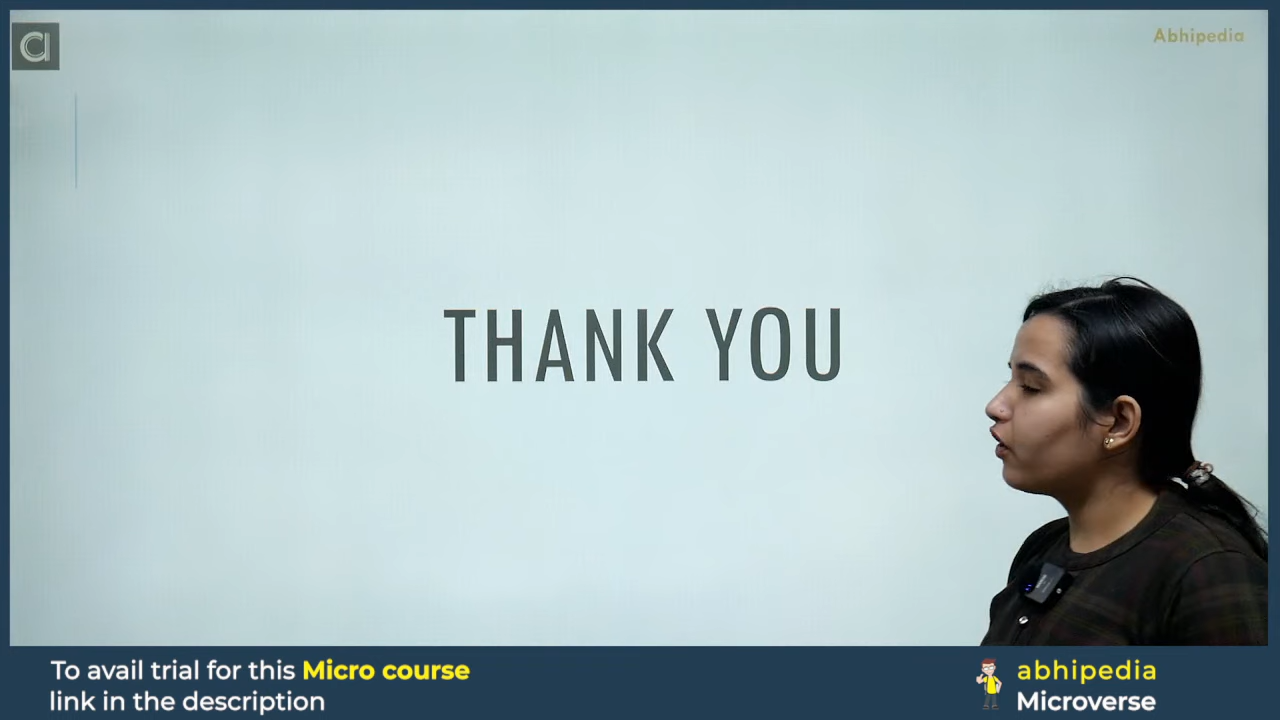 Abhipedia
THANK YOU
To avail trial for this Micro course
link in the description
abhipedia
Microverse